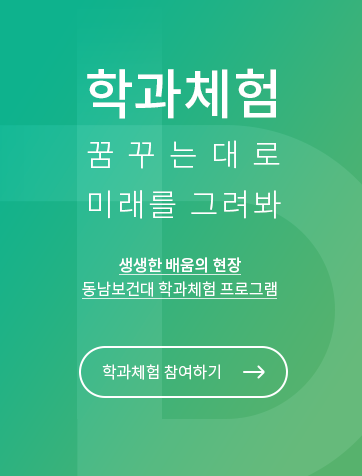 학과체험
꿈 꾸 는 대 로
미래를 그려봐
생생한 배움의 현장
동남보건대 학과체험 프로그램
학과체험 참여하기 →